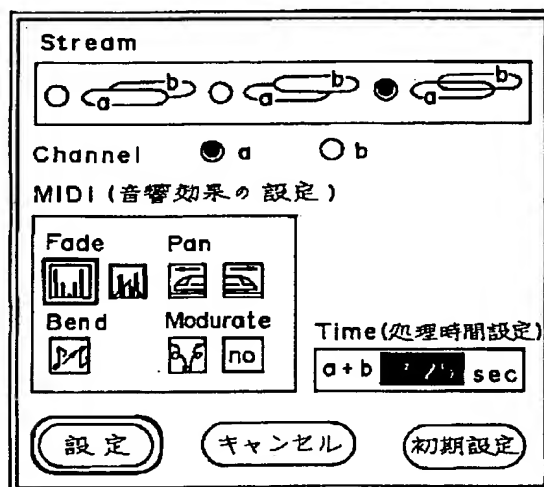 Stream
a b a b a b
Channel a b
MIDI (音響効果の設定)
Fade Pan
Bend Modurate
no
Time(処理時間設定)
a+b sec
設定 キャンセル 初期設定